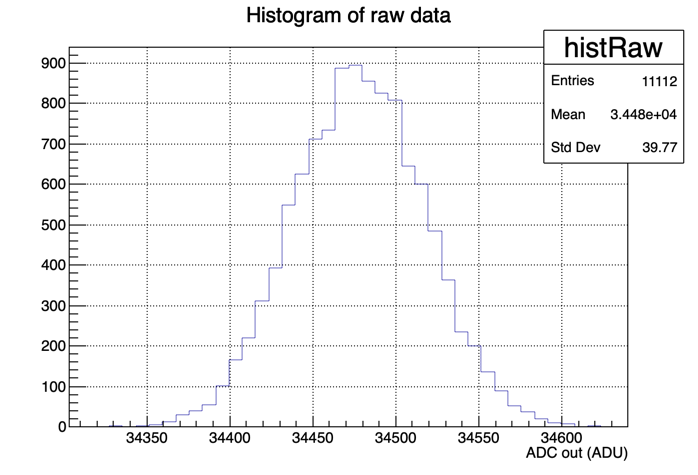 Histogram of raw data
histRaw
Entries 11112
Mean 3.448e+04
Std Dev 39.77
900
800
700
600
500
400
300
200
100
0
34350 34400 34450 34500 34550 34600
ADC out (ADU)